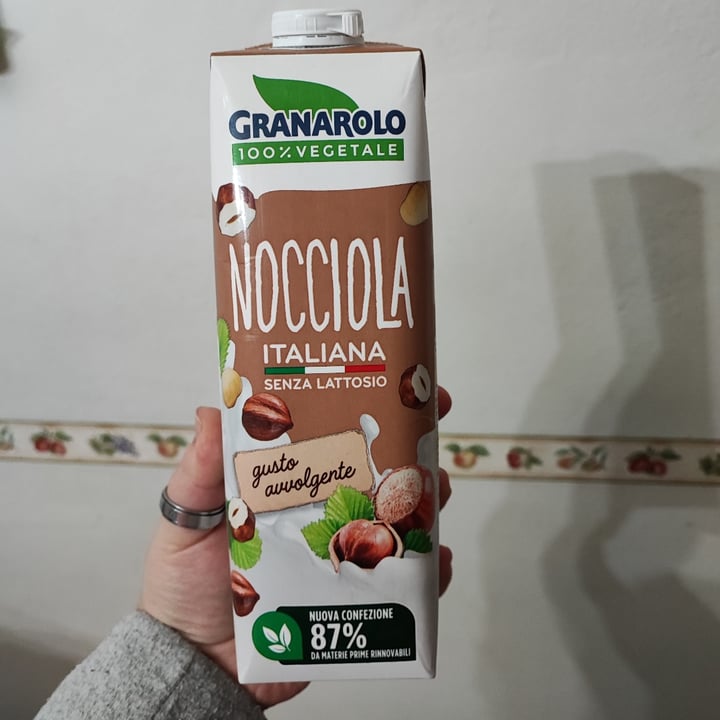 GRANAROLO
100% VEGETALE
NOCCIOLA
ITALIANA
SENZA LATTOSIO
gusto
avvolgente
NUOVA CONFEZIONE
87%
DA MATERIE PRIME RINNOVABILI